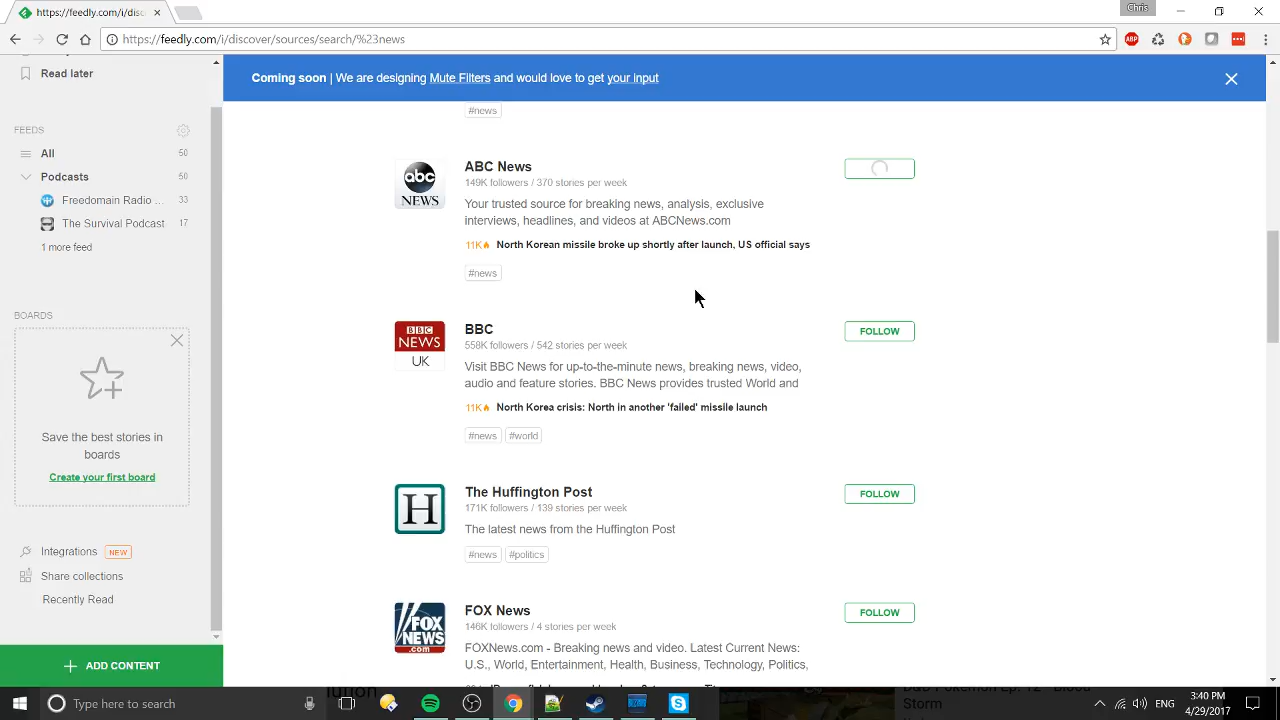 https://feedly.com/i/disc
Chris
https://feedly.com/i/discover/sources/search/%23news
ABP
Read later
Coming soon | We are designing Mute Filters and would love to get your input
#news
FEEDS
All 50
Podcasts 50
Freedomain Radio ... 33
The Survival Podcast 17
1 more feed
ABC News
149K followers / 370 stories per week
Your trusted source for breaking news, analysis, exclusive
interviews, headlines, and videos at ABCNews.com
11K North Korean missile broke up shortly after launch, US official says
#news
abc
NEWS
BOARDS
Save the best stories in
boards
Create your first board
BBC
NEWS
UK
BBC
FOLLOW
558K followers / 542 stories per week
Visit BBC News for up-to-the-minute news, breaking news, video,
audio and feature stories. BBC News provides trusted World and
11K North Korea crisis: North in another 'failed' missile launch
#news #world
H
The Huffington Post
FOLLOW
171K followers / 139 stories per week
The latest news from the Huffington Post
#news #politics
Integrations NEW
Share collections
Recently Read
FOX
NEWS
.com
FOX News
FOLLOW
146K followers / 4 stories per week
FOXNews.com - Breaking news and video. Latest Current News:
U.S., World, Entertainment, Health, Business, Technology, Politics,
ADD CONTENT
Type here to search
Storm
ENG
3:40 PM
4/29/2017